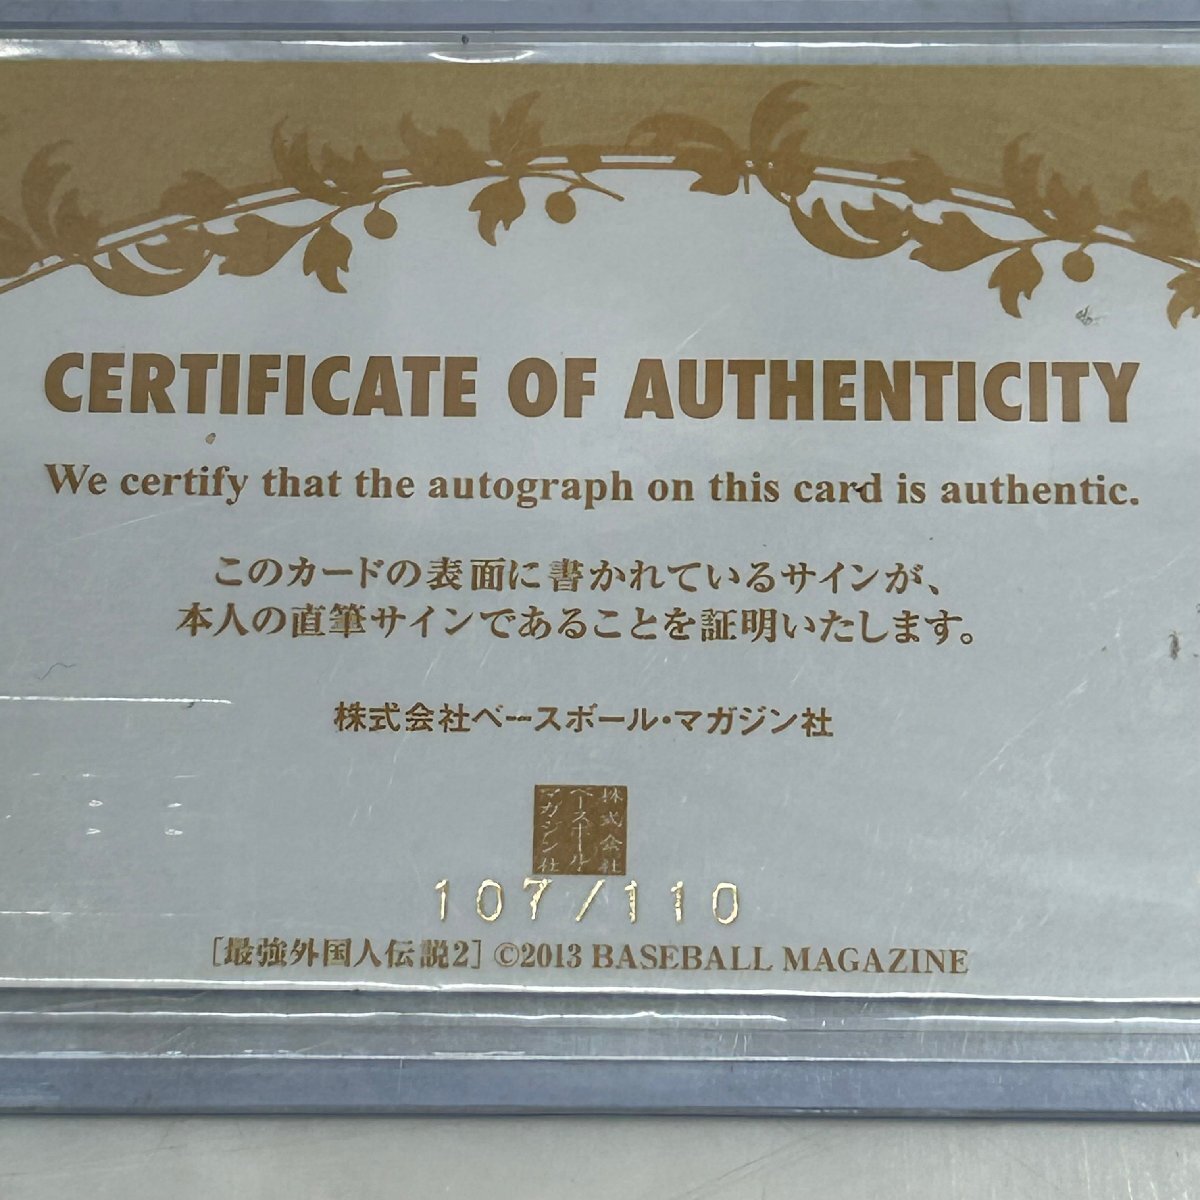 CERTIFICATE OF AUTHENTICITY
We certify that the autograph on this card is authentic.
このカードの表面に書かれているサインが、
本人の直筆サインであることを証明いたします。
株式会社ベースボール・マガジン社
株式会社
ベースボール
マガジン社
107/110
[最強外国人伝説2] ©2013 BASEBALL MAGAZINE